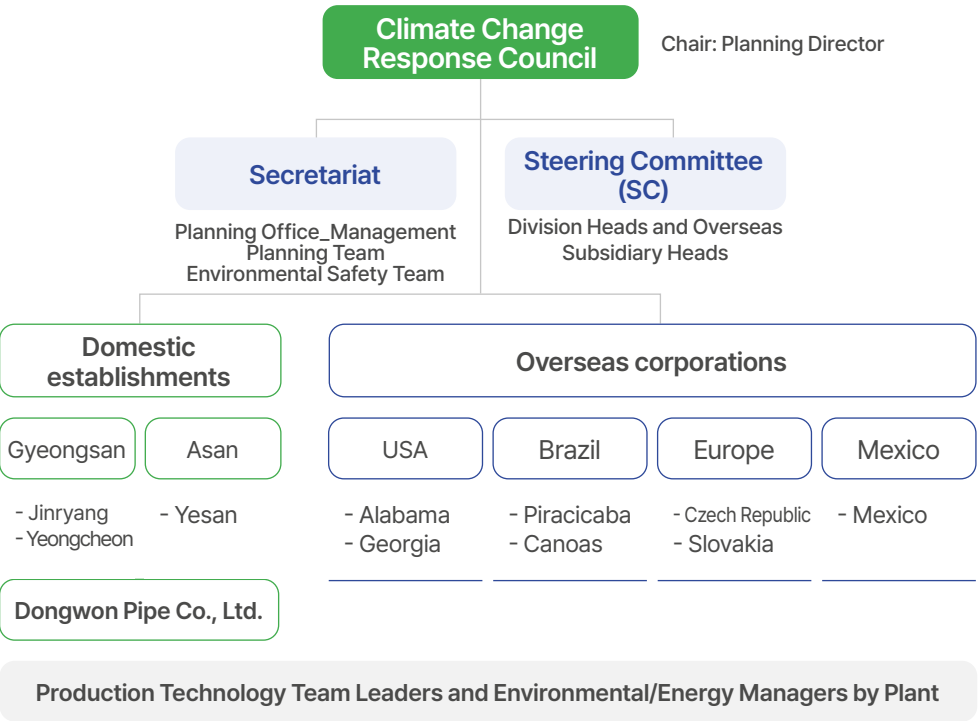 Climate Change
Response Council
Chair: Planning Director
Secretariat
Planning Office_Management
Planning Team
Environmental Safety Team
Steering Committee
(SC)
Division Heads and Overseas
Subsidiary Heads
Domestic
establishments
Overseas corporations
Gyeongsan
Asan
USA
Brazil
Europe
Mexico
- Jinryang
- Yeongcheon
- Yesan
- Alabama
- Georgia
- Piracicaba
- Canoas
- Czech Republic
- Slovakia
- Mexico
Dongwon Pipe Co., Ltd.
Production Technology Team Leaders and Environmental/Energy Managers by Plant